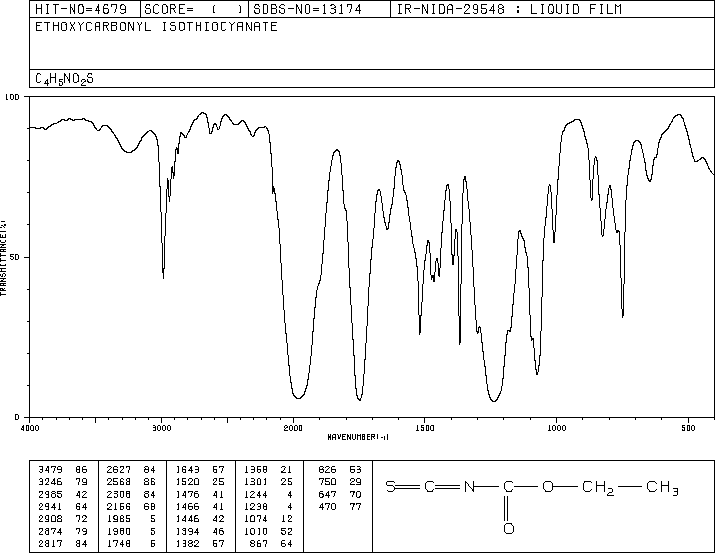 HIT-NO=4679 SCORE= ( ) SDBS-NO=13174 IR-NIDA-29548 : LIQUID FILM
ETHOXYCARBONYL ISOTHIOCYANATE
C4H5NO2S
100
50
0
TRANSMITTANCE(%)
4000 3000 2000 1500 1000 500
WAVENUMBER(-1)
3479 86 2627 84 1643 57 1368 21 826 53
3246 79 2568 86 1520 25 1301 25 750 29
2985 42 2308 84 1476 41 1244 4 647 70
2941 64 2156 68 1466 41 1238 4 470 77
2908 72 1985 5 1446 42 1074 12
2874 79 1980 5 1394 46 1010 52
2817 84 1748 5 1382 57 867 64
S C N C O CH2 CH3
O